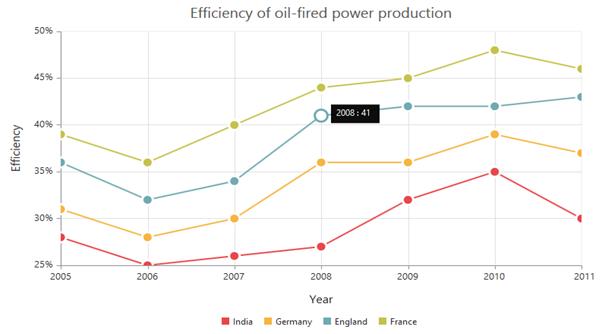 Efficiency of oil-fired power production
50%
45%
40%
35%
30%
25%
Efficiency
2008 : 41
2005 2006 2007 2008 2009 2010 2011
Year
India Germany England France